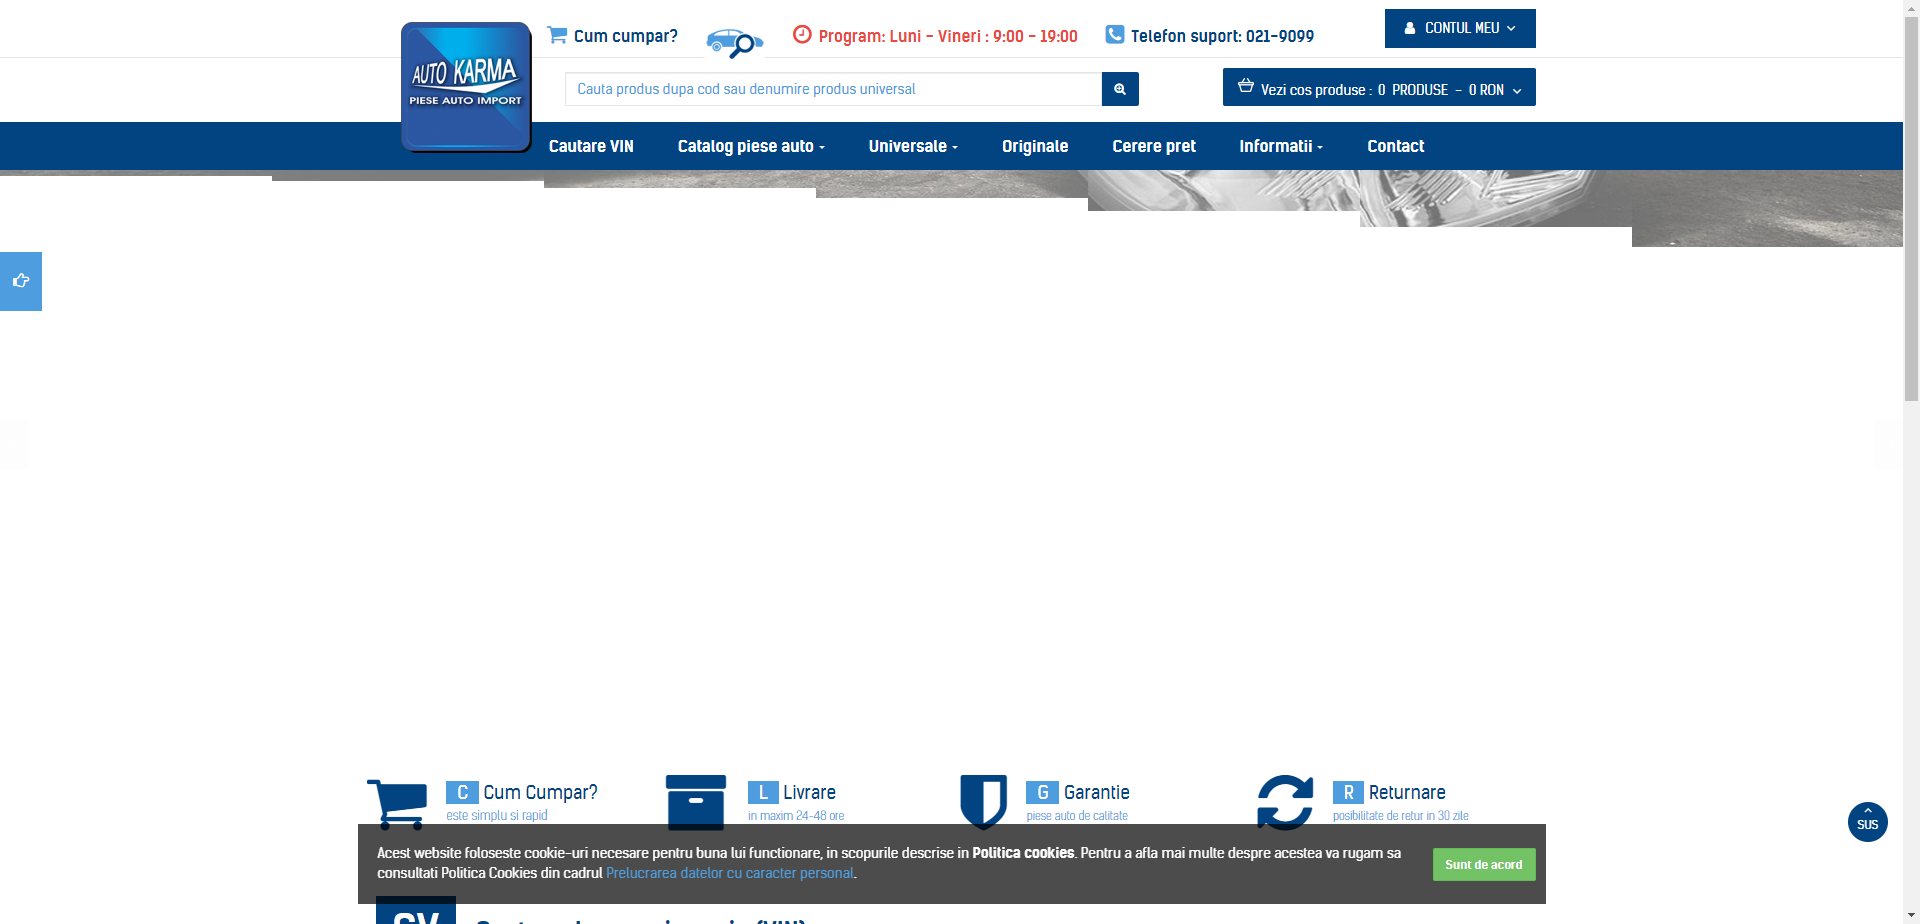 Cum cumpar?
Program: Luni - Vineri : 9:00 - 19:00
Telefon suport: 021-9099
CONTUL MEU
AUTO KARMA
PIESE AUTO IMPORT
Cauta produs dupa cod sau denumire produs universal
Vezi cos produse : 0 PRODUSE - 0 RON
Cautare VIN
Catalog piese auto
Universale
Originale
Cerere pret
Informatii
Contact
C Cum Cumpar?
este simplu si rapid
L Livrare
in maxim 24-48 ore
G Garantie
piese auto de calitate
R Returnare
posibilitate de retur in 30 zile
SUS
Acest website foloseste cookie-uri necesare pentru buna lui functionare, in scopurile descrise in Politica cookies. Pentru a afla mai multe despre acestea va rugam sa
consultati Politica Cookies din cadrul Prelucrarea datelor cu caracter personal.
Sunt de acord
(VIN)